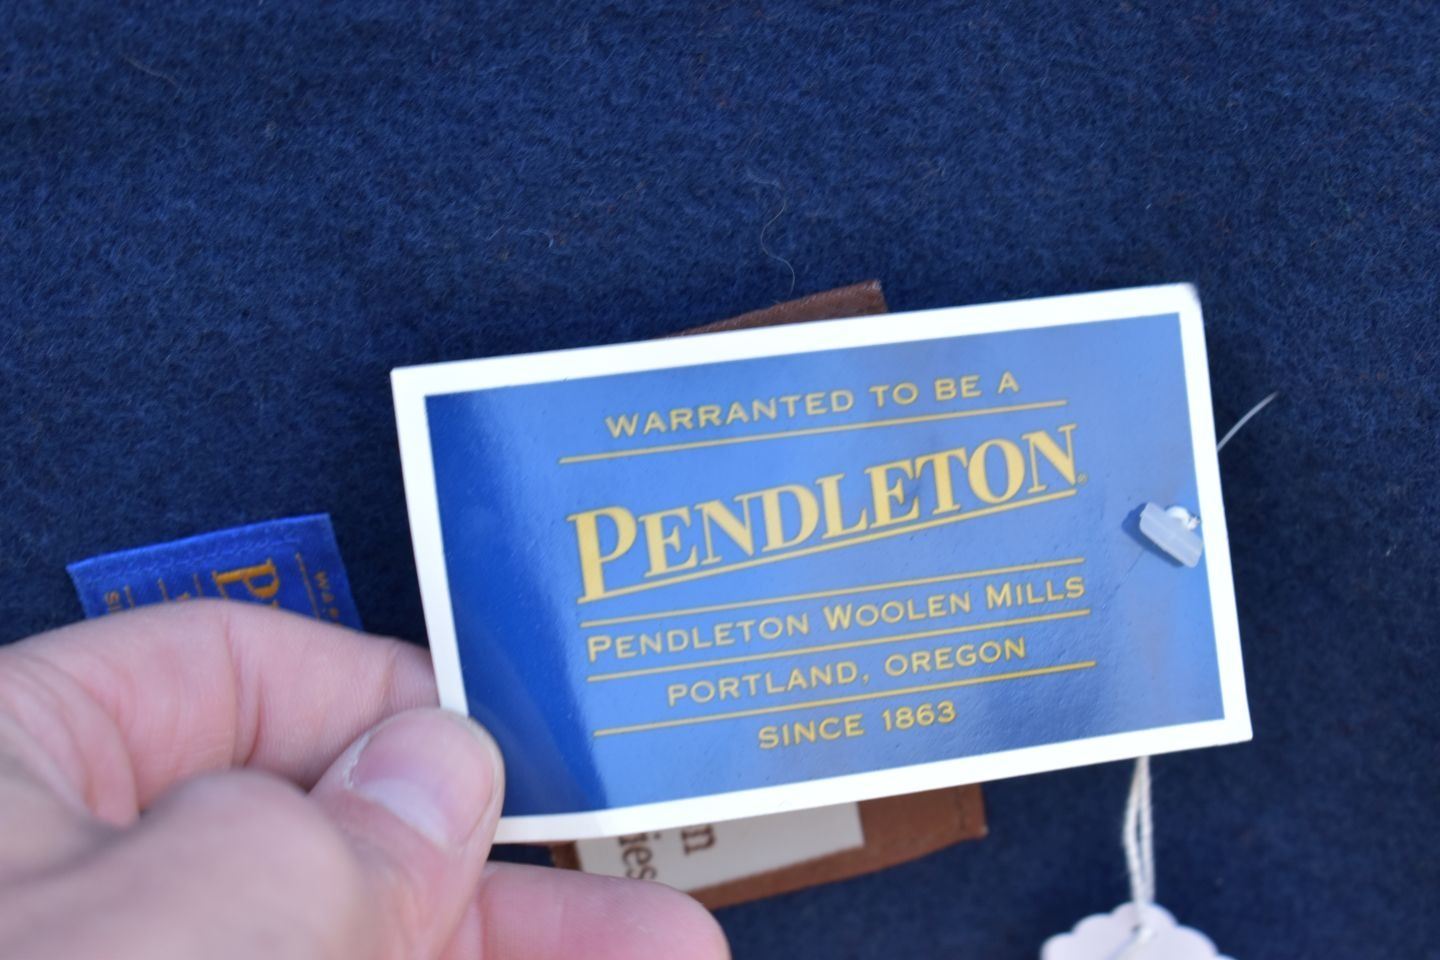 WARRANTED TO BE A
PENDLETON®
PENDLETON WOOLEN MILLS
PORTLAND, OREGON
SINCE 1863